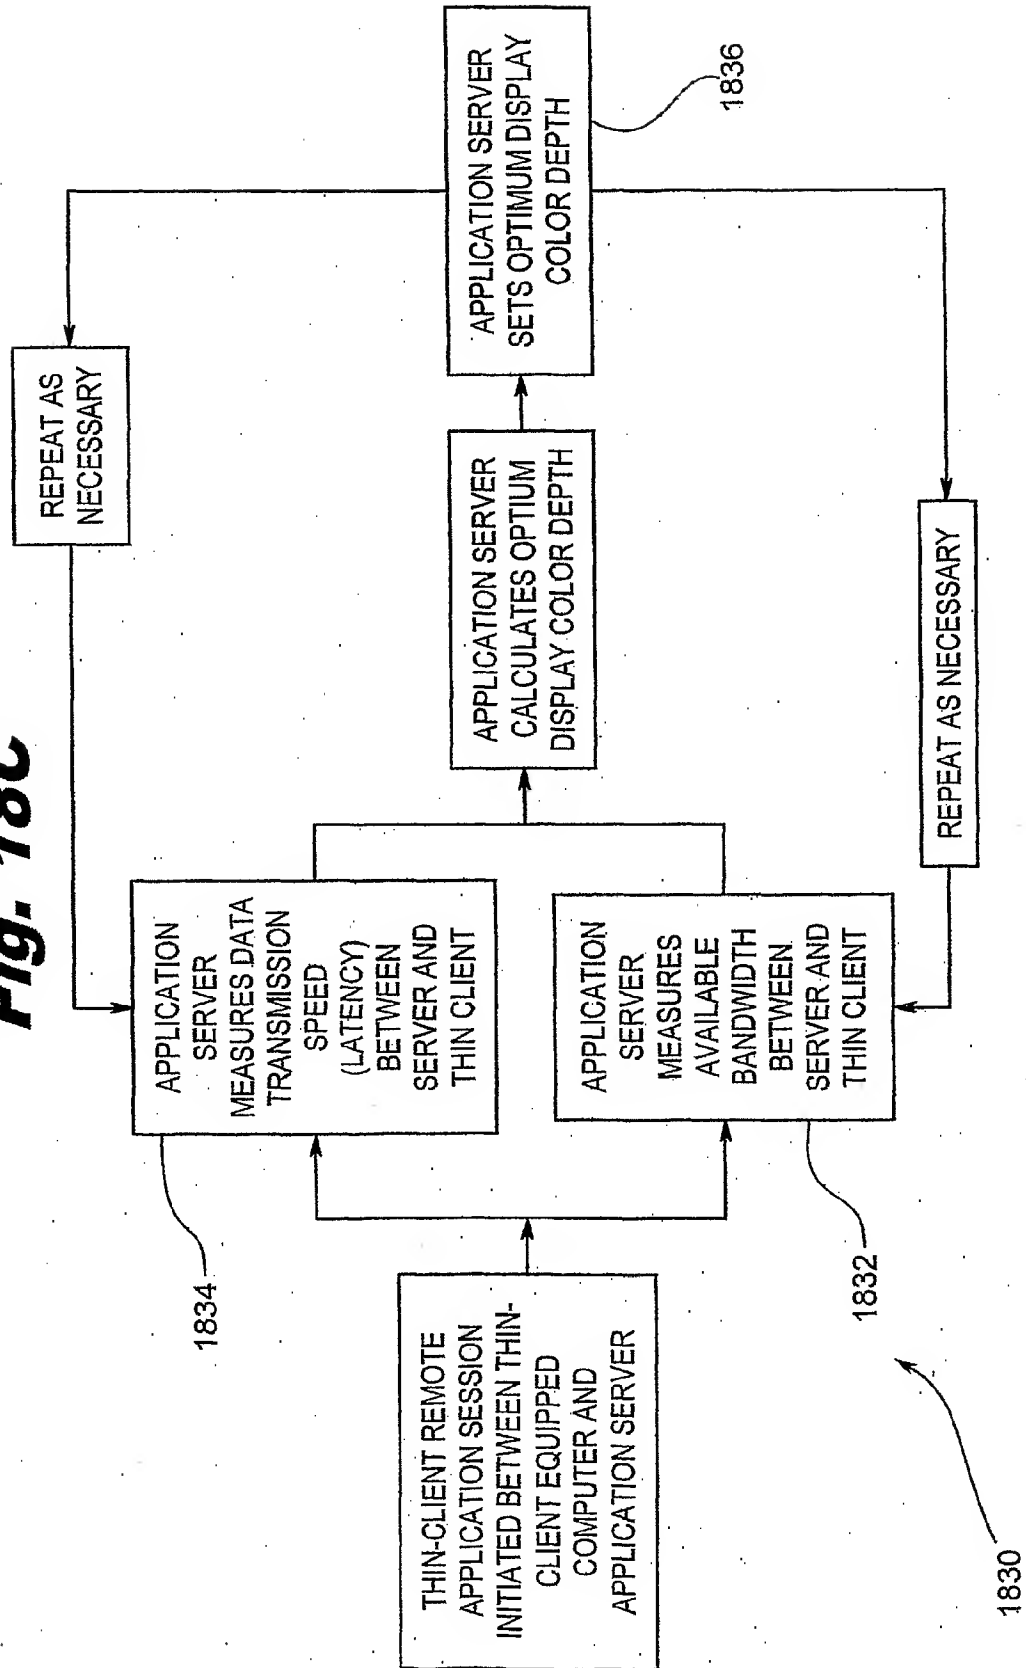 Fig. 18C
THIN-CLIENT REMOTE
APPLICATION SESSION
INITIATED BETWEEN THIN-
CLIENT EQUIPPED
COMPUTER AND
APPLICATION SERVER
1834
APPLICATION
SERVER
MEASURES DATA
TRANSMISSION
SPEED
(LATENCY)
BETWEEN
SERVER AND
THIN CLIENT
APPLICATION
SERVER
MEASURES
AVAILABLE
BANDWIDTH
BETWEEN
SERVER AND
THIN CLIENT
1832
APPLICATION SERVER
CALCULATES OPTIUM
DISPLAY COLOR DEPTH
APPLICATION SERVER
SETS OPTIMUM DISPLAY
COLOR DEPTH
1836
REPEAT AS
NECESSARY
REPEAT AS NECESSARY
1830